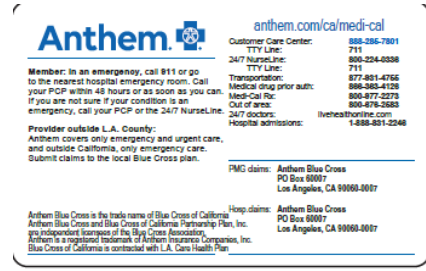 Anthem.
anthem.com/ca/medi-cal
Customer Care Center: 888-285-7801
TTY Line: 711
24/7 NurseLine: 800-224-0336
TTY Line: 711
Transportation: 877-931-4755
Medical drug prior auth: 866-363-4126
Medi-Cal Rx: 800-977-2273
Out of area: 800-676-2583
24/7 doctors: livehealthonline.com
Hospital admissions: 1-888-831-2246
Member: In an emergency, call 911 or go
to the nearest hospital emergency room. Call
your PCP within 48 hours or as soon as you can.
If you are not sure if your condition is an
emergency, call your PCP or the 24/7 NurseLine.
Provider outside L.A. County:
Anthem covers only emergency and urgent care,
and outside California, only emergency care.
Submit claims to the local Blue Cross plan.
PMG claims: Anthem Blue Cross
PO Box 60007
Los Angeles, CA 90060-0007
Hosp.claims: Anthem Blue Cross
PO Box 60007
Los Angeles, CA 90060-0007
Anthem Blue Cross is the trade name of Blue Cross of California
Anthem Blue Cross and Blue Cross of California Partnership Plan, Inc.
are independent licensees of the Blue Cross Association.
Anthem is a registered trademark of Anthem Insurance Companies, Inc.
Blue Cross of California is contracted with L.A. Care Health Plan